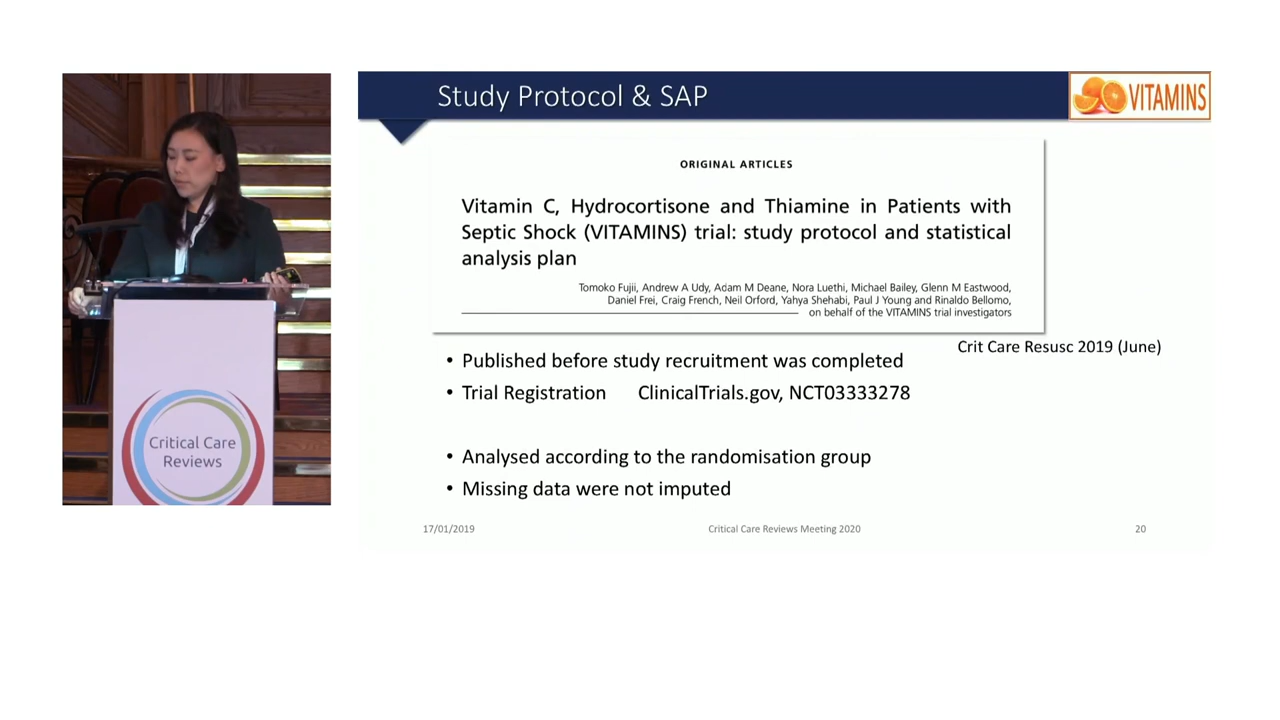 Study Protocol & SAP
VITAMINS
ORIGINAL ARTICLES
Vitamin C, Hydrocortisone and Thiamine in Patients with
Septic Shock (VITAMINS) trial: study protocol and statistical
analysis plan
Tomoko Fujii, Andrew A Udy, Adam M Deane, Nora Luethi, Michael Bailey, Glenn M Eastwood,
Daniel Frei, Craig French, Neil Orford, Yahya Shehabi, Paul J Young and Rinaldo Bellomo,
on behalf of the VITAMINS trial investigators
Crit Care Resusc 2019 (June)
• Published before study recruitment was completed
• Trial Registration ClinicalTrials.gov, NCT03333278
• Analysed according to the randomisation group
• Missing data were not imputed
17/01/2019
Critical Care Reviews Meeting 2020
20
Critical Care
Reviews